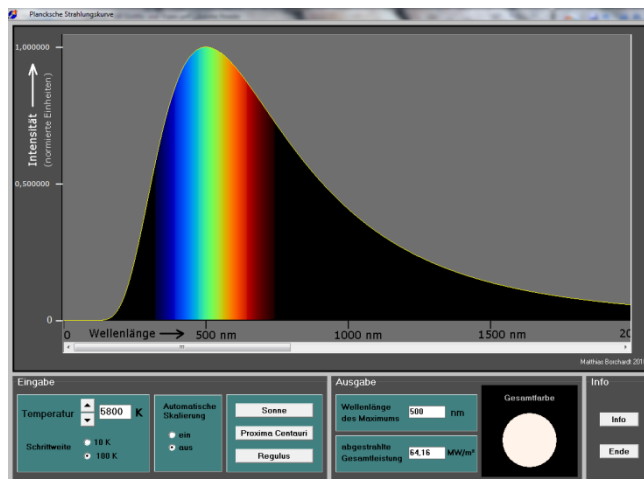 Plancksche Strahlungskurve
1,000000
Intensität
(normierte Einheiten)
0,500000
0
0
Wellenlänge
500 nm
1000 nm
1500 nm
20
Matthias Borchardt 201
Eingabe
Temperatur
5800 K
Schrittweite
10 K
100 K
Automatische
Skalierung
ein
aus
Sonne
Proxima Centauri
Regulus
Ausgabe
Wellenlänge
des Maximums
500 nm
abgestrahlte
Gesamtleistung
64,16 MW/m²
Gesamtfarbe
Info
Info
Ende